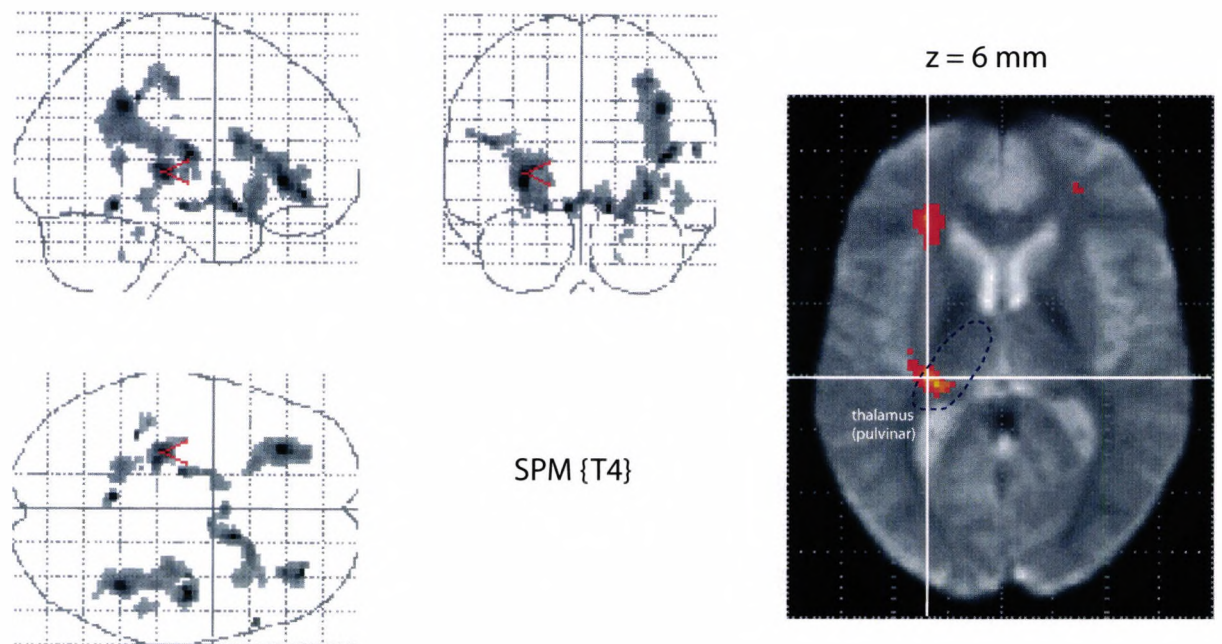 z = 6 mm
thalamus
(pulvinar)
SPM {T4}